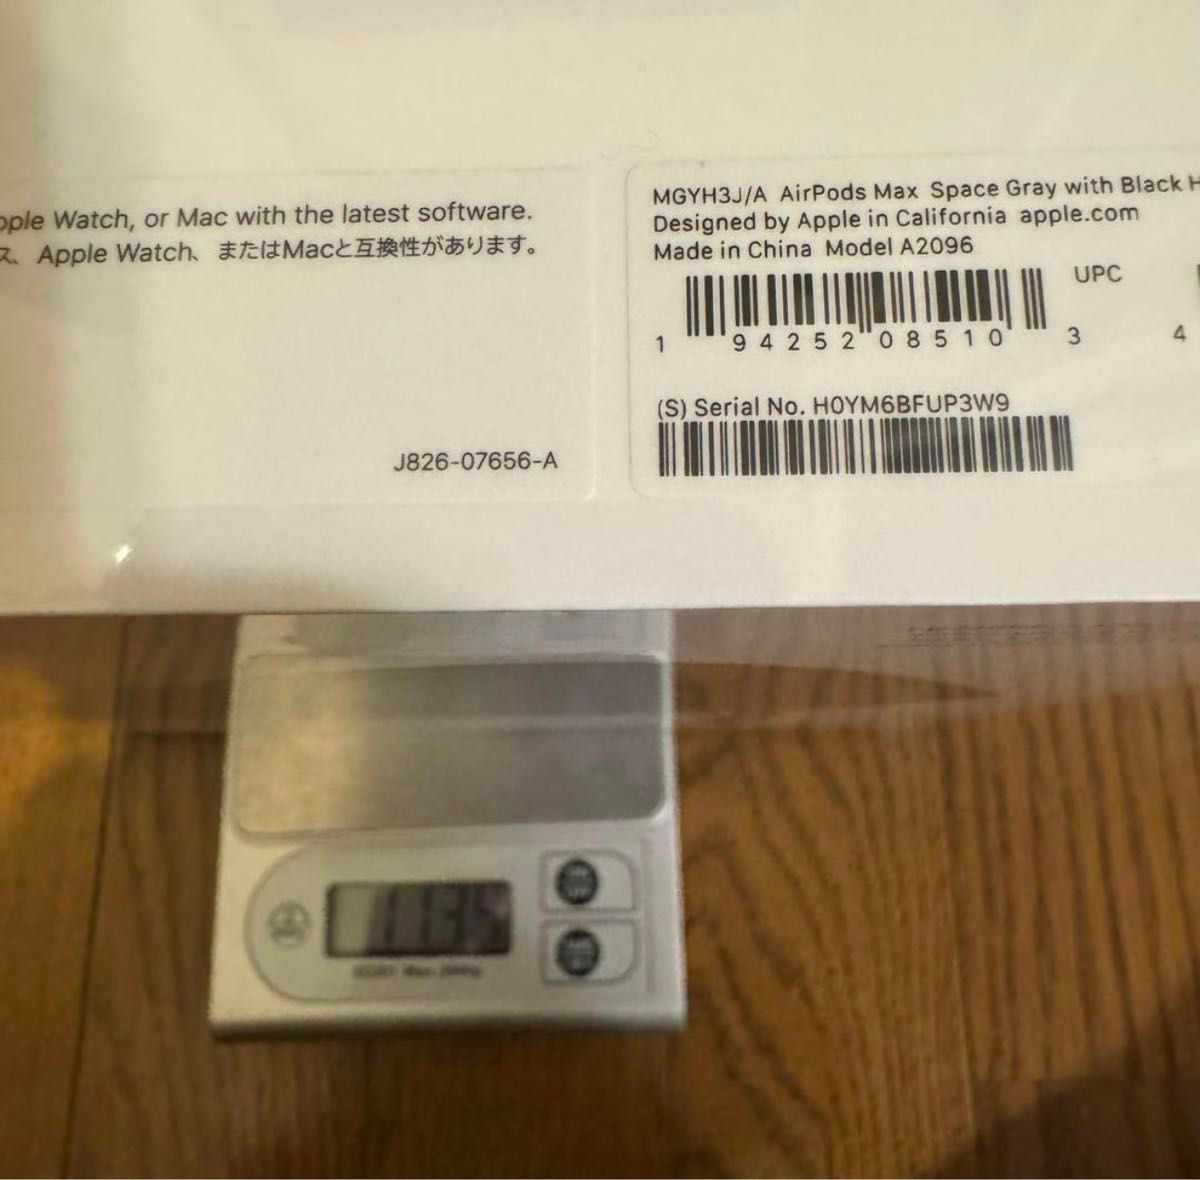 Apple Watch, or Mac with the latest software.
Apple Watch、またはMacと互換性があります。
J826-07656-A
MGYH3J/A AirPods Max Space Gray with Black
Designed by Apple in California apple.com
Made in China Model A2096
UPC
1 94252 08510 3
4
(S) Serial No. H0YM6BFUP3W9